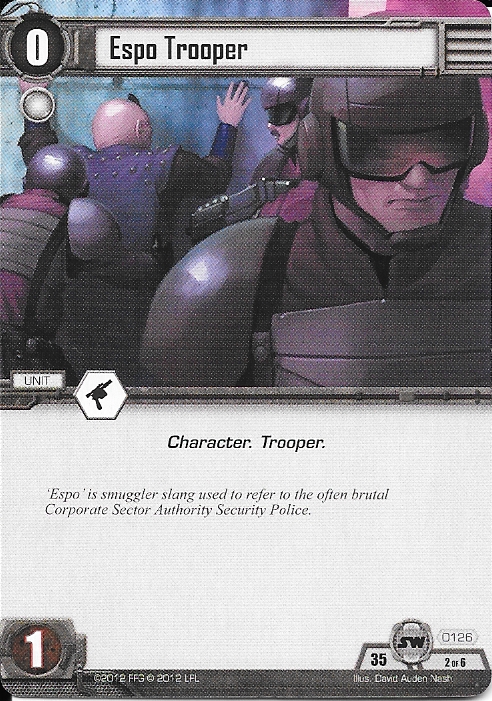 0
Espo Trooper
UNIT
Character. Trooper.
'Espo' is smuggler slang used to refer to the often brutal
Corporate Sector Authority Security Police.
1
35
SW
0126
2 OF 6
©2012 FFG © 2012 LFL
Illus. David Auden Nash